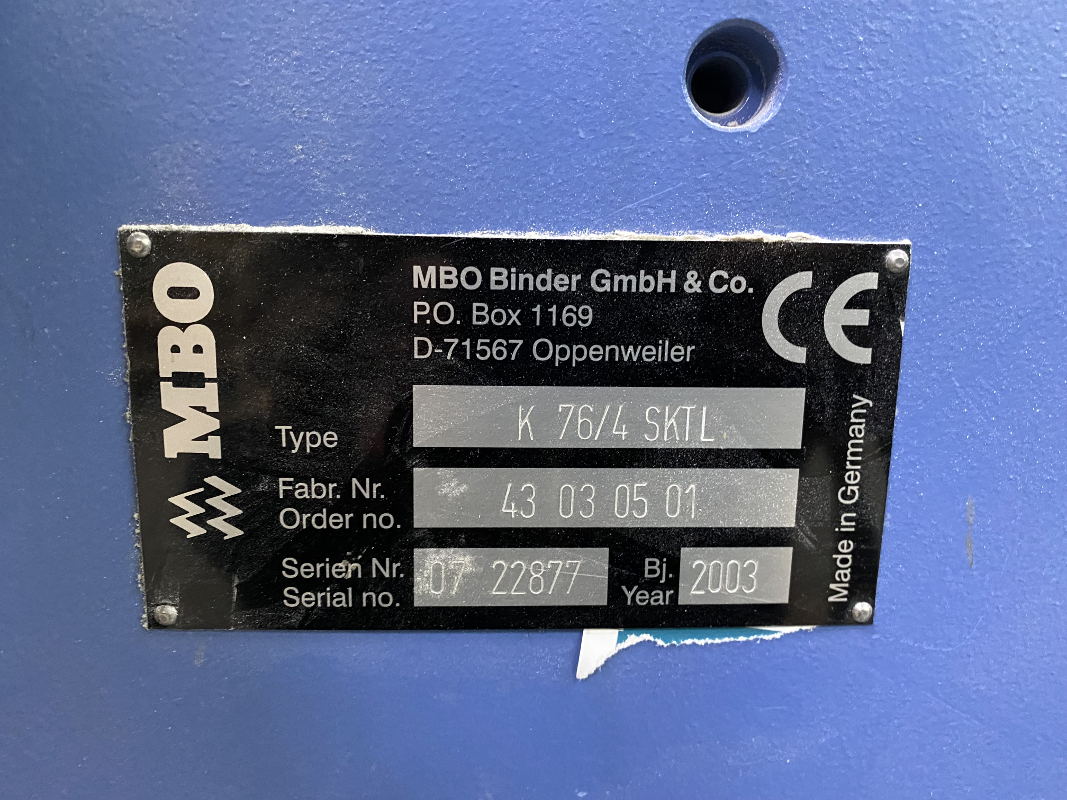 MBO
MBO Binder GmbH & Co.
P.O. Box 1169
D-71567 Oppenweiler
CE
Type
K 76/4 SKTL
Fabr. Nr.
Order no.
43 03 05 01
Serien Nr.
Serial no.
07 22877
Bj.
Year
2003
Made in Germany